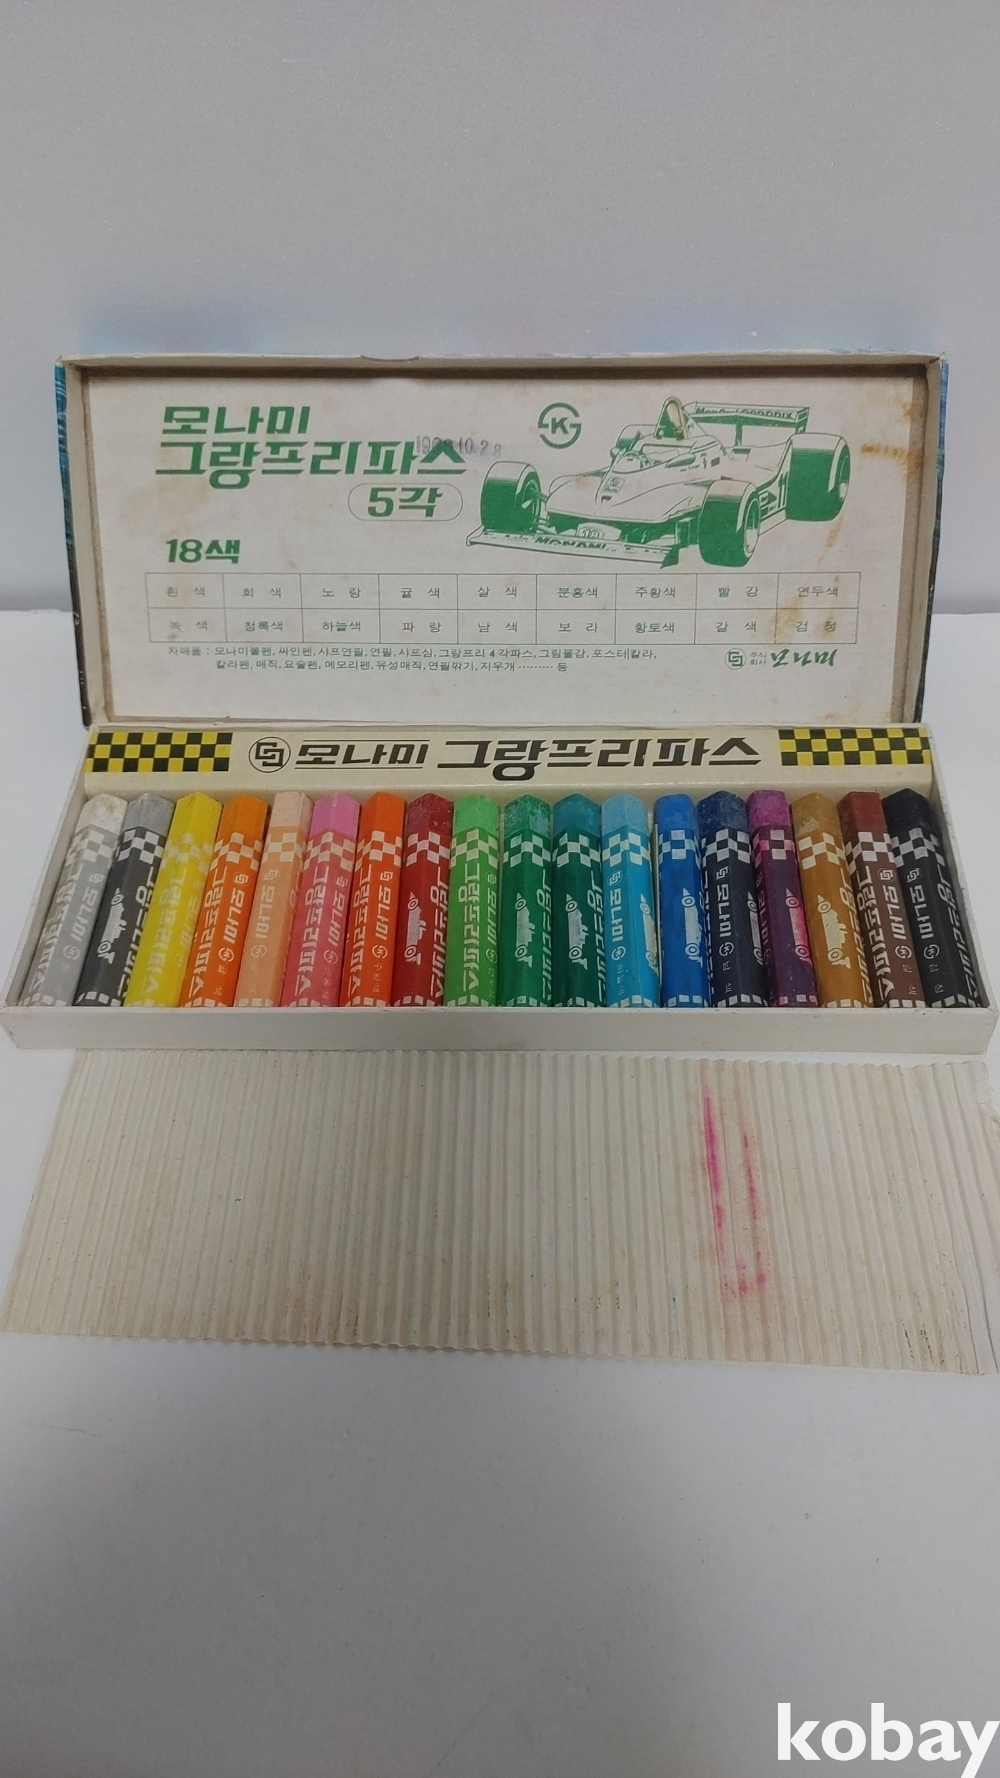 모나미
그랑프리파스
5각
18색
흰 색 회 색 노 랑 귤 색 살 색 분홍색 주황색 빨 강 연두색
녹 색 청록색 하늘색 파 랑 남 색 보 라 황토색 갈 색 검 정
자매품 : 모나미볼펜, 싸인펜, 샤프연필, 연필, 샤프심, 그랑프리 4각파스, 그림물감, 포스터칼라,
칼라펜, 매직, 요술펜, 메모리펜, 유성매직, 연필깎기, 지우개 ········· 등
주식
회사 모나미
MONAMI
모나미 그랑프리파스
kobay